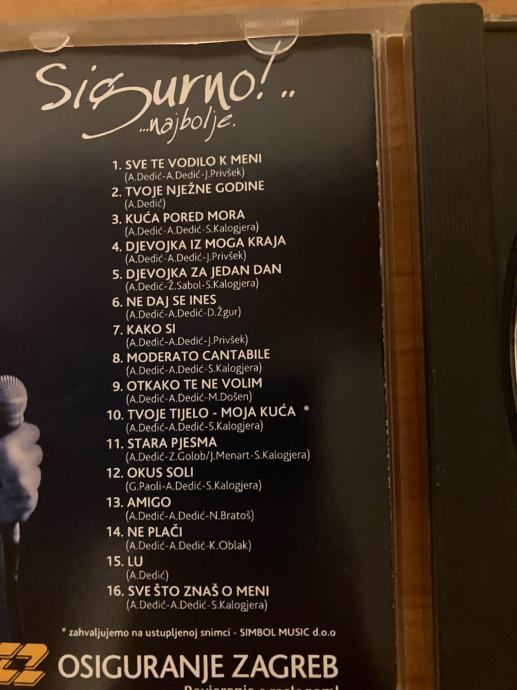 Sigurno!..
...najbolje.
1. SVE TE VODILO K MENI
(A.Dedić-A.Dedić-J.Privšek)
2. TVOJE NJEŽNE GODINE
(A.Dedić)
3. KUĆA PORED MORA
(A.Dedić-A.Dedić-S.Kalogjera)
4. DJEVOJKA IZ MOGA KRAJA
(A.Dedić-A.Dedić-J.Privšek)
5. DJEVOJKA ZA JEDAN DAN
(A.Dedić-Ž.Sabol-S.Kalogjera)
6. NE DAJ SE INES
(A.Dedić-A.Dedić-D.Žgur)
7. KAKO SI
(A.Dedić-A.Dedić-J.Privšek)
8. MODERATO CANTABILE
(A.Dedić-A.Dedić-S.Kalogjera)
9. OTKAKO TE NE VOLIM
(A.Dedić-A.Dedić-M.Došen)
10. TVOJE TIJELO - MOJA KUĆA *
(A.Dedić-A.Dedić-S.Kalogjera)
11. STARA PJESMA
(A.Dedić-Z.Golob/J.Menart-S.Kalogjera)
12. OKUS SOLI
(G.Paoli-A.Dedić-S.Kalogjera)
13. AMIGO
(A.Dedić-A.Dedić-N.Bratoš)
14. NE PLAČI
(A.Dedić-A.Dedić-K.Oblak)
15. LU
(A.Dedić)
16. SVE ŠTO ZNAŠ O MENI
(A.Dedić-A.Dedić-S.Kalogjera)
* zahvaljujemo na ustupljenoj snimci - SIMBOL MUSIC d.o.o
OSIGURANJE ZAGREB